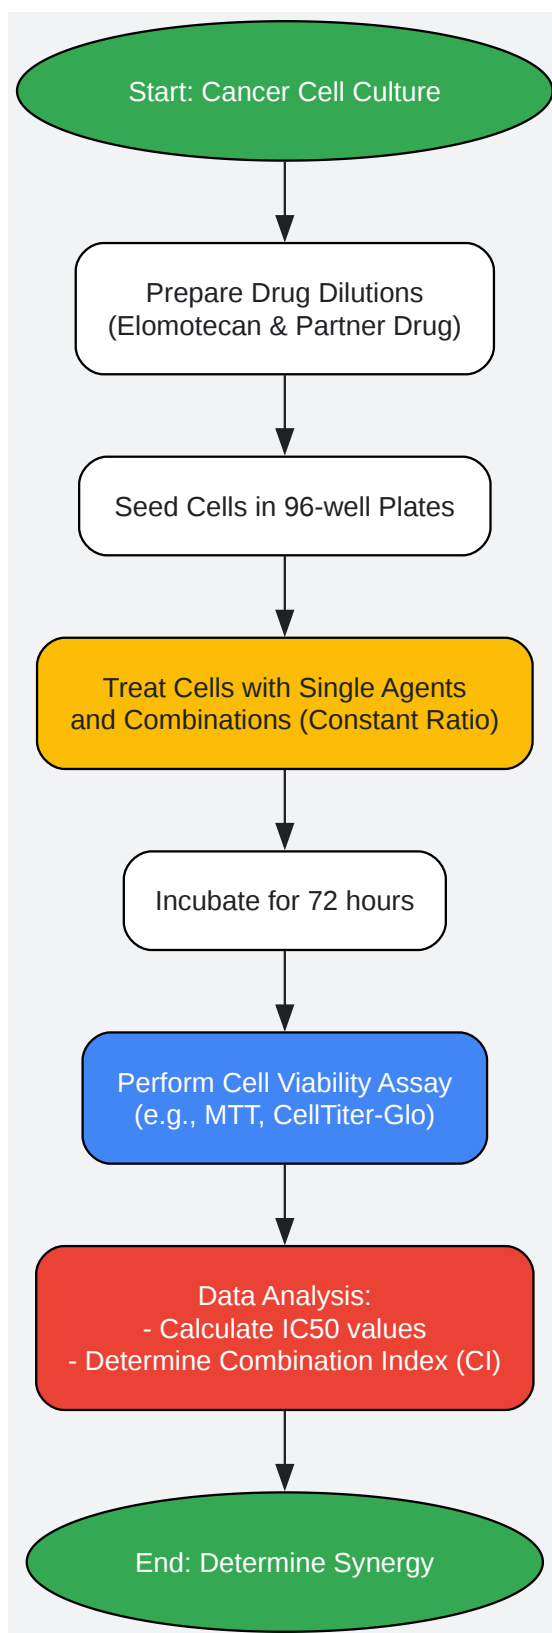 Start: Cancer Cell Culture
Prepare Drug Dilutions
(Elomotecan & Partner Drug)
Seed Cells in 96-well Plates
Treat Cells with Single Agents
and Combinations (Constant Ratio)
Incubate for 72 hours
Perform Cell Viability Assay
(e.g., MTT, CellTiter-Glo)
Data Analysis:
- Calculate IC50 values
- Determine Combination Index (CI)
End: Determine Synergy